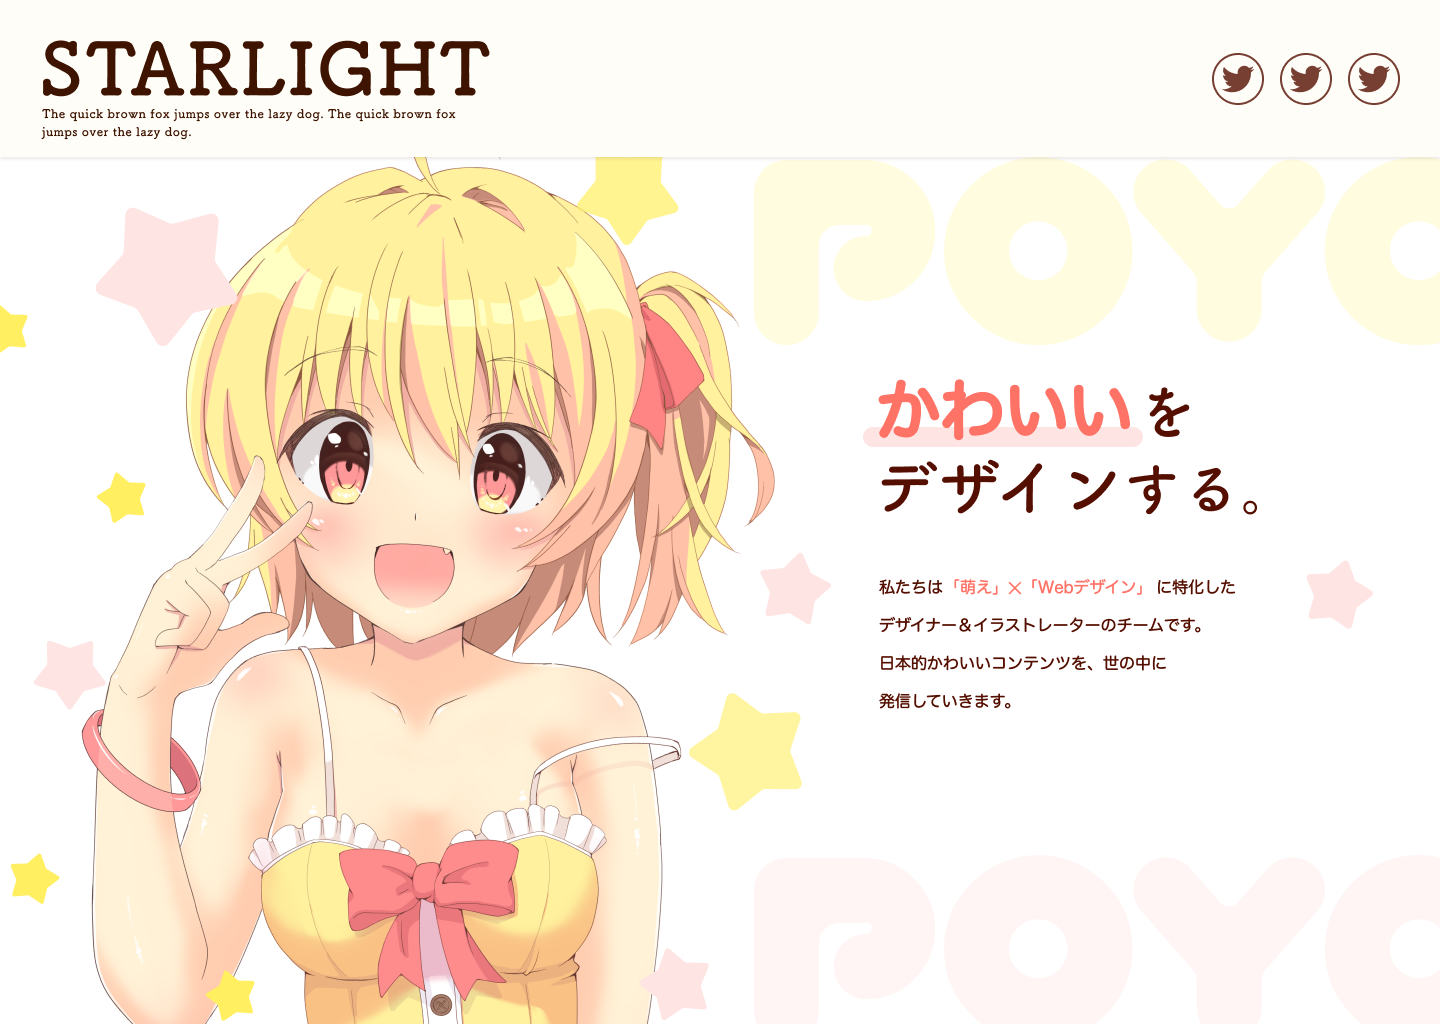 STARLIGHT
The quick brown fox jumps over the lazy dog. The quick brown fox
jumps over the lazy dog.
POYO
かわいいを
デザインする。
私たちは「萌え」×「Webデザイン」 に特化した
デザイナー＆イラストレーターのチームです。
日本的かわいいコンテンツを、世の中に
発信していきます。
POYO